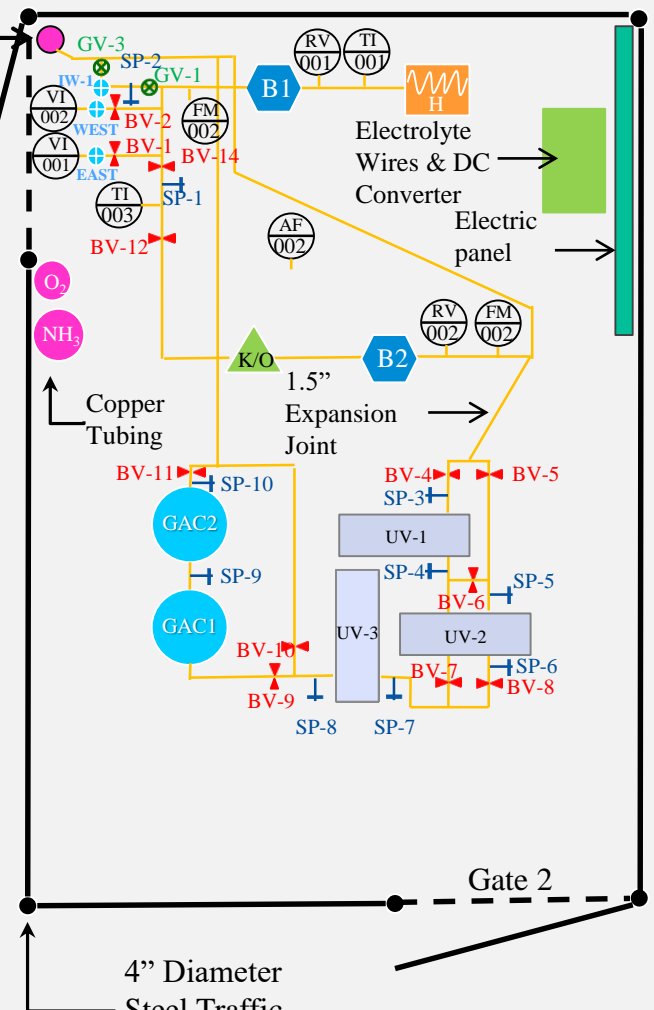 GV-3
SP-2
RV
001
TI
001
IW-1
GV-1
B1
H
VI
002
WEST
BV-2
FM
002
VI
001
EAST
BV-1
BV-14
Electrolyte
Wires & DC
Converter
TI
003
SP-1
BV-12
AF
002
Electric
panel
O2
NH3
RV
002
FM
002
K/O
B2
1.5”
Expansion
Joint
Copper
Tubing
BV-11
SP-10
BV-4
BV-5
SP-3
GAC2
UV-1
SP-9
SP-4
SP-5
BV-6
GAC1
UV-3
UV-2
BV-10
BV-7
SP-6
BV-9
BV-8
SP-8
SP-7
Gate 2
4” Diameter
Steel Traffic